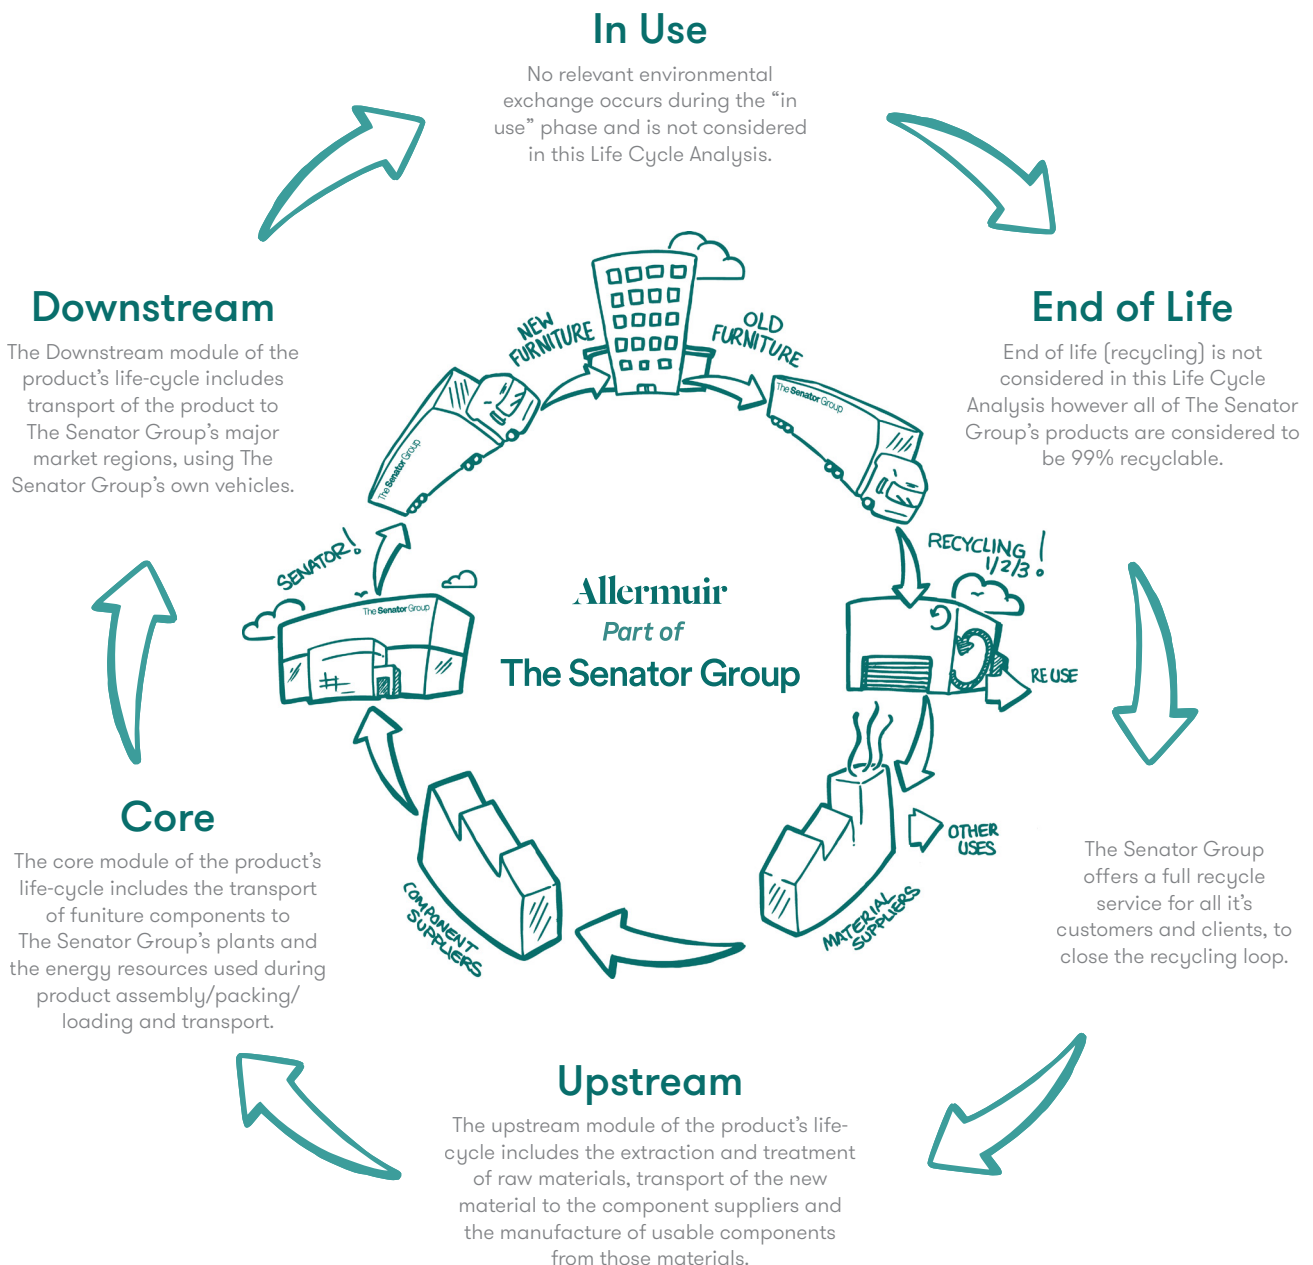 In Use
No relevant environmental
exchange occurs during the “in
use” phase and is not considered
in this Life Cycle Analysis.
Downstream
The Downstream module of the
product’s life-cycle includes
transport of the product to
The Senator Group’s major
market regions, using The
Senator Group’s own vehicles.
End of Life
End of life (recycling) is not
considered in this Life Cycle
Analysis however all of The Senator
Group’s products are considered to
be 99% recyclable.
NEW
FURNITURE
OLD
FURNITURE
The Senator Group
The Senator Group
SENATOR!
The Senator Group
RECYCLING
1/2/3!
RE USE
Allermuir
Part of
The Senator Group
COMPONENT
SUPPLIERS
MATERIAL
SUPPLIERS
OTHER
USES
Core
The core module of the product’s
life-cycle includes the transport
of funiture components to
The Senator Group’s plants and
the energy resources used during
product assembly/packing/
loading and transport.
The Senator Group
offers a full recycle
service for all it’s
customers and clients, to
close the recycling loop.
Upstream
The upstream module of the product’s life-
cycle includes the extraction and treatment
of raw materials, transport of the new
material to the component suppliers and
the manufacture of usable components
from those materials.